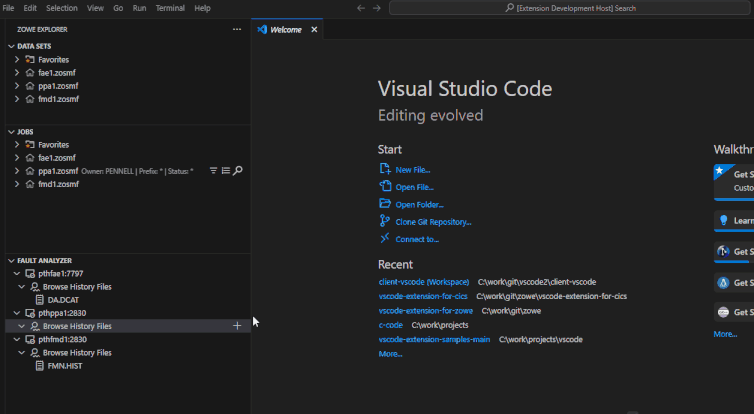 File Edit Selection View Go Run Terminal Help
[Extension Development Host] Search
ZOWE EXPLORER
DATA SETS
Favorites
fae1.zosmf
ppa1.zosmf
fmd1.zosmf
JOBS
Favorites
fae1.zosmf
ppa1.zosmf Owner: PENNELL | Prefix: * | Status: *
fmd1.zosmf
FAULT ANALYZER
pthfae1:7797
Browse History Files
DA.DCAT
pthppa1:2830
Browse History Files
pthfmd1:2830
Browse History Files
FMN.HIST
Welcome
Visual Studio Code
Editing evolved
Start
New File...
Open File...
Open Folder...
Clone Git Repository...
Connect to...
Recent
client-vscode (Workspace) C:\work\git\vscode2\client-vscode
vscode-extension-for-cics C:\work\git\zowe\vscode-extension-for-cics
vscode-extension-for-zowe C:\work\git\zowe
c-code C:\work\projects
vscode-extension-samples-main C:\work\projects\vscode
More...
Walkthr
Get S
Custo
Learn
Get S
Get S
Get S
More...